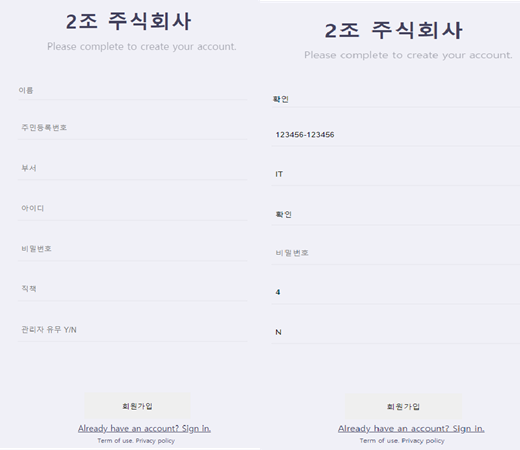 2조 주식회사
Please complete to create your account.
이름
주민등록번호
부서
아이디
비밀번호
직책
관리자 유무 Y/N
회원가입
Already have an account? Sign in.
Term of use. Privacy policy
2조 주식회사
Please complete to create your account.
확인
123456-123456
IT
확인
비밀번호
4
N
회원가입
Already have an account? Sign in.
Term of use. Privacy policy